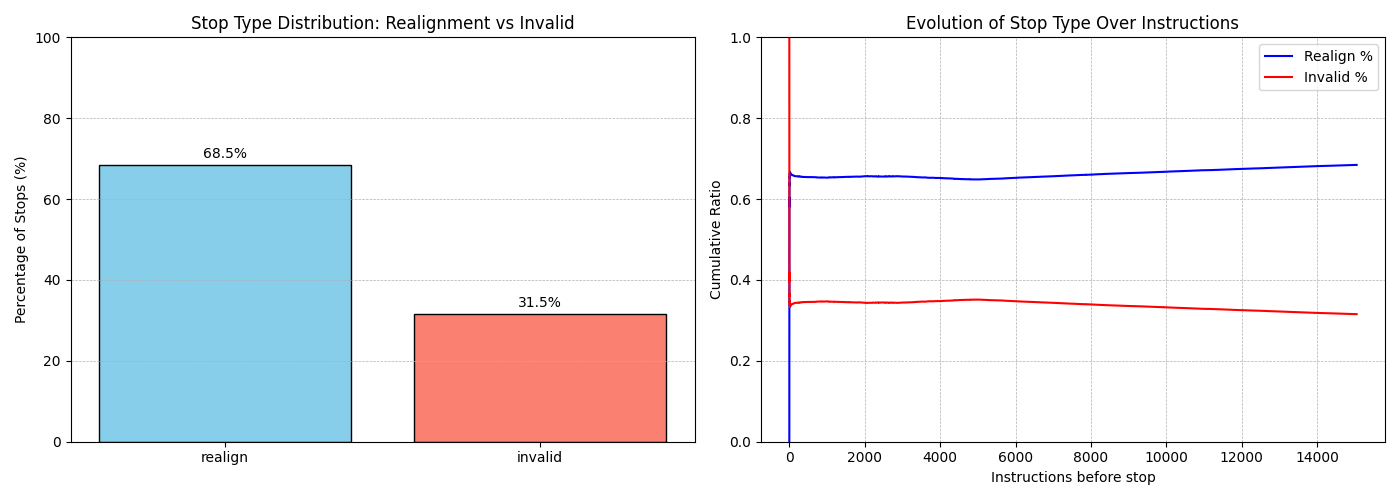 Stop Type Distribution: Realignment vs Invalid
Percentage of Stops (%)
100
80
60
40
20
0
68.5%
31.5%
realign
invalid
Evolution of Stop Type Over Instructions
Cumulative Ratio
1.0
0.8
0.6
0.4
0.2
0.0
Realign %
Invalid %
0 2000 4000 6000 8000 10000 12000 14000
Instructions before stop